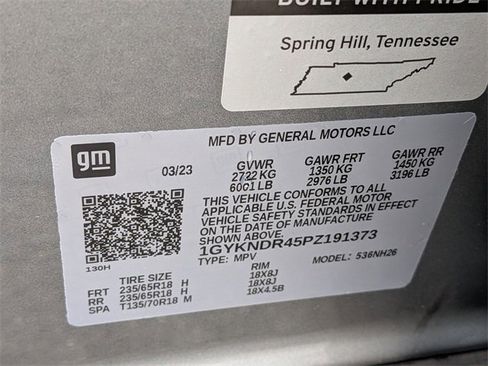 BUILT WITH PRIDE
Spring Hill, Tennessee
gm
MFD BY GENERAL MOTORS LLC
03/23 GVWR GAWR FRT GAWR RR
2722 KG 1350 KG 1450 KG
6001 LB 2976 LB 3196 LB
THIS VEHICLE CONFORMS TO ALL
APPLICABLE U.S. FEDERAL MOTOR
VEHICLE SAFETY STANDARDS IN EFFECT
ON THE DATE OF MANUFACTURE
SHOWN ABOVE.
1GYKNDR45PZ191373
130H TYPE: MPV MODEL: 536NH26
TIRE SIZE RIM
FRT 235/65R18 H 18X8J
RR 235/65R18 H 18X8J
SPA T135/70R18 M 18X4.5B